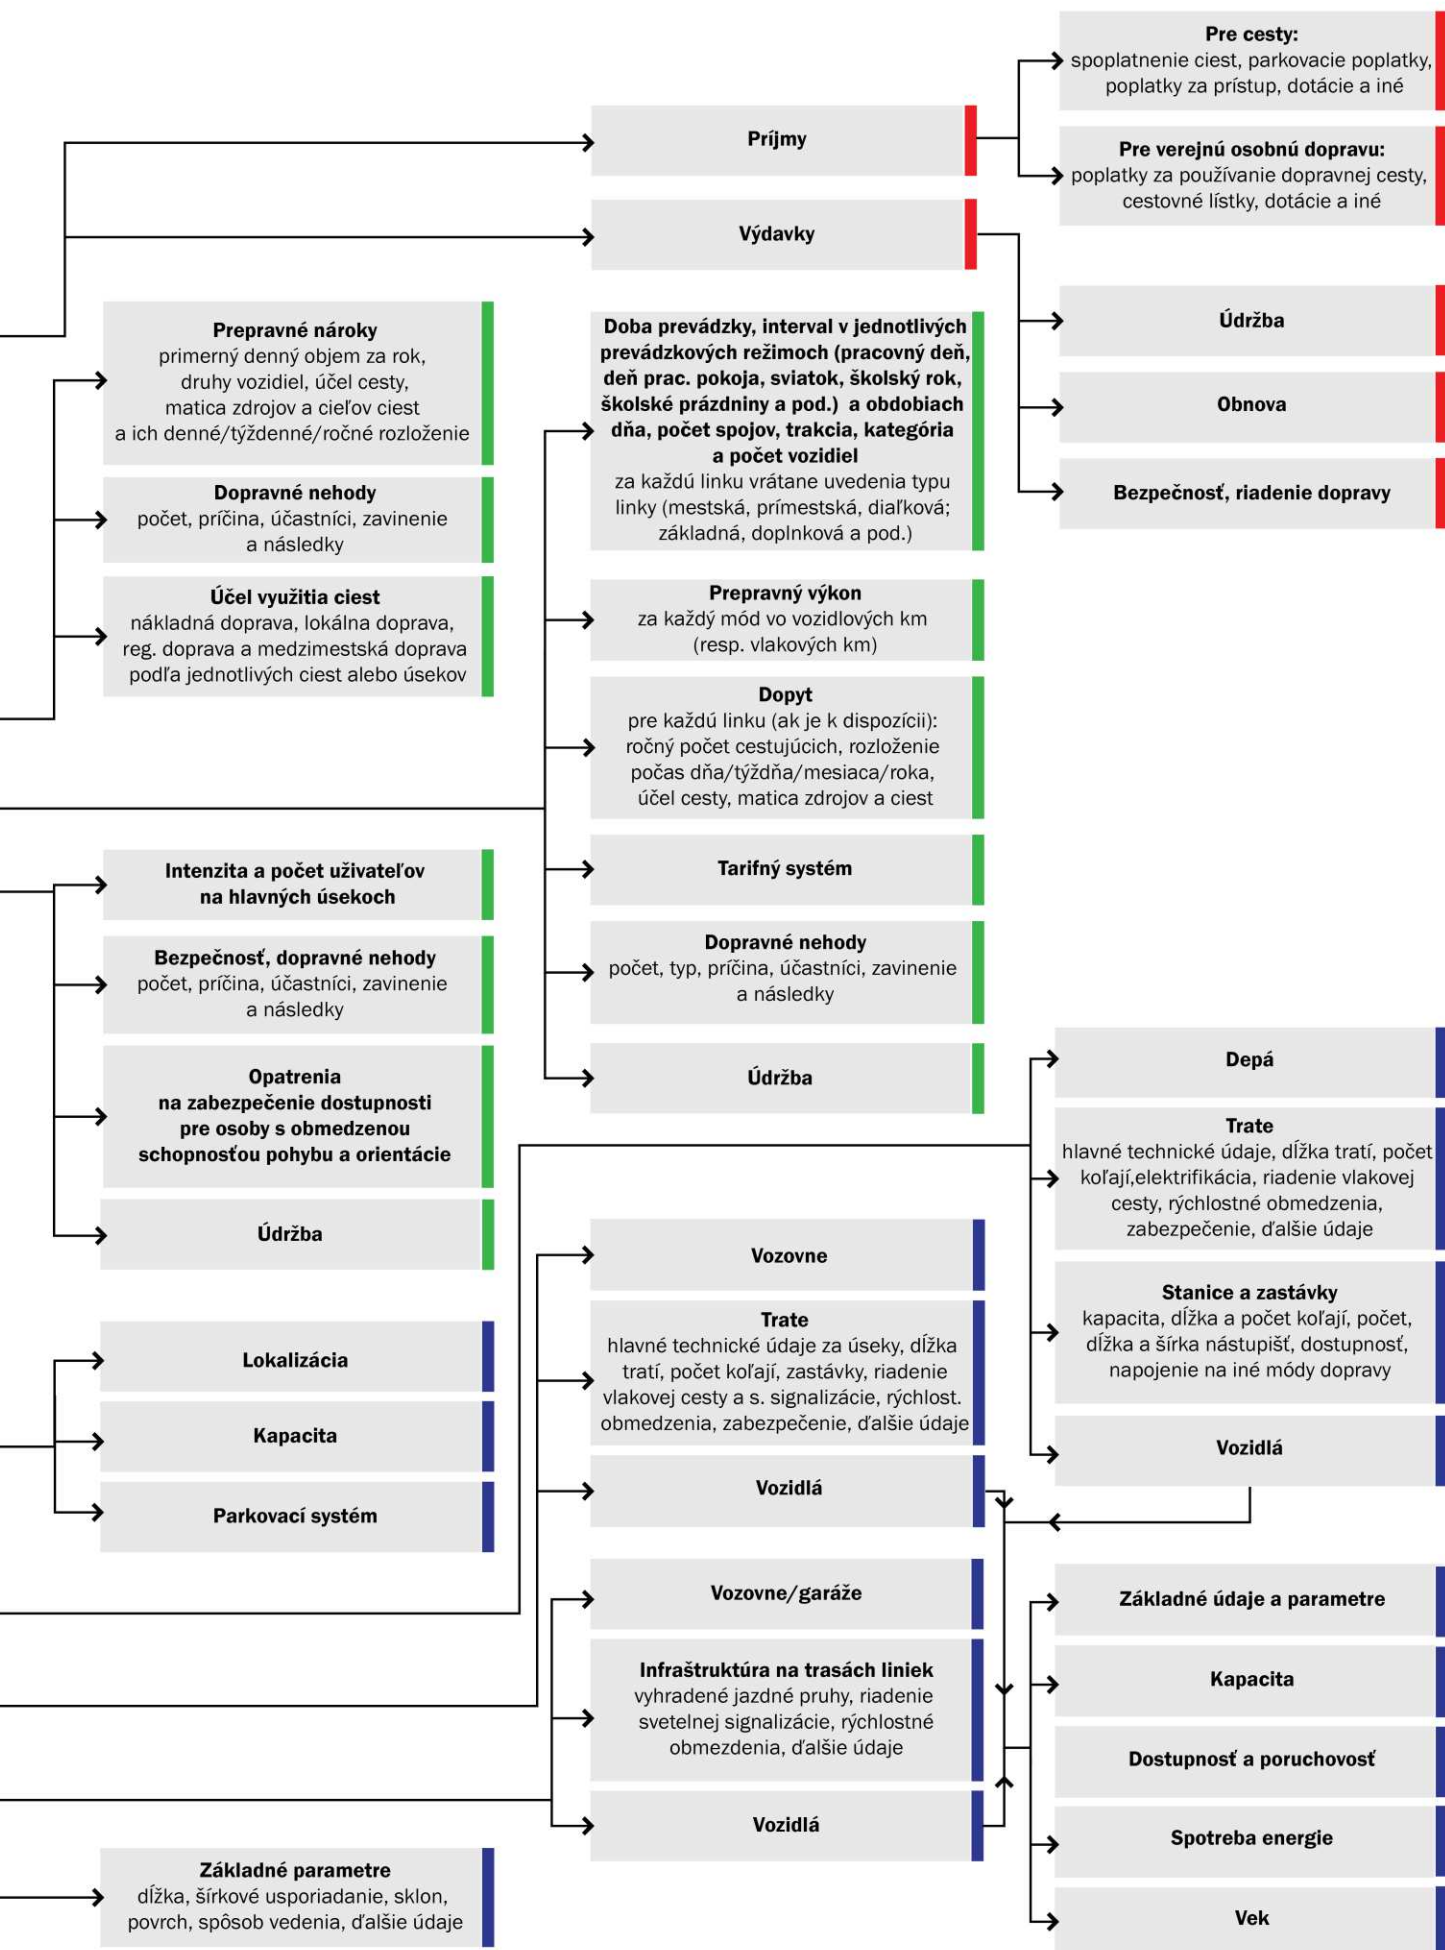 Pre cesty:
spoplatnenie ciest, parkovacie poplatky,
poplatky za prístup, dotácie a iné
Príjmy
Pre verejnú osobnú dopravu:
poplatky za používanie dopravnej cesty,
cestovné lístky, dotácie a iné
Výdavky
Údržba
Obnova
Bezpečnosť, riadenie dopravy
Prepravné nároky
primerný denný objem za rok,
druhy vozidiel, účel cesty,
matica zdrojov a cieľov ciest
a ich denné/týždenné/ročné rozloženie
Dopravné nehody
počet, príčina, účastníci, zavinenie
a následky
Účel využitia ciest
nákladná doprava, lokálna doprava,
reg. doprava a medzimestská doprava
podľa jednotlivých ciest alebo úsekov
Doba prevádzky, interval v jednotlivých
prevádzkových režimoch (pracovný deň,
deň prac. pokoja, sviatok, školský rok,
školské prázdniny a pod.) a obdobiach
dňa, počet spojov, trakcia, kategória
a počet vozidiel
za každú linku vrátane uvedenia typu
linky (mestská, prímestská, diaľková;
základná, doplnková a pod.)
Prepravný výkon
za každý mód vo vozidlových km
(resp. vlakových km)
Dopyt
pre každú linku (ak je k dispozícii):
ročný počet cestujúcich, rozloženie
počas dňa/týždňa/mesiaca/roka,
účel cesty, matica zdrojov a ciest
Tarifný systém
Dopravné nehody
počet, typ, príčina, účastníci, zavinenie
a následky
Údržba
Intenzita a počet uživateľov
na hlavných úsekoch
Bezpečnosť, dopravné nehody
počet, príčina, účastníci, zavinenie
a následky
Opatrenia
na zabezpečenie dostupnosti
pre osoby s obmedzenou
schopnosťou pohybu a orientácie
Údržba
Depá
Trate
hlavné technické údaje, dĺžka tratí, počet
koľají,elektrifikácia, riadenie vlakovej
cesty, rýchlostné obmedzenia,
zabezpečenie, ďalšie údaje
Stanice a zastávky
kapacita, dĺžka a počet koľají, počet,
dĺžka a šírka nástupišť, dostupnosť,
napojenie na iné módy dopravy
Vozidlá
Vozovne
Trate
hlavné technické údaje za úseky, dĺžka
tratí, počet koľají, zastávky, riadenie
vlakovej cesty a s. signalizácie, rýchlost.
obmedzenia, zabezpečenie, ďalšie údaje
Vozidlá
Lokalizácia
Kapacita
Parkovací systém
Vozovne/garáže
Infraštruktúra na trasách liniek
vyhradené jazdné pruhy, riadenie
svetelnej signalizácie, rýchlostné
obmezdenia, ďalšie údaje
Vozidlá
Základné údaje a parametre
Kapacita
Dostupnosť a poruchovosť
Spotreba energie
Vek
Základné parametre
dĺžka, šírkové usporiadanie, sklon,
povrch, spôsob vedenia, ďalšie údaje